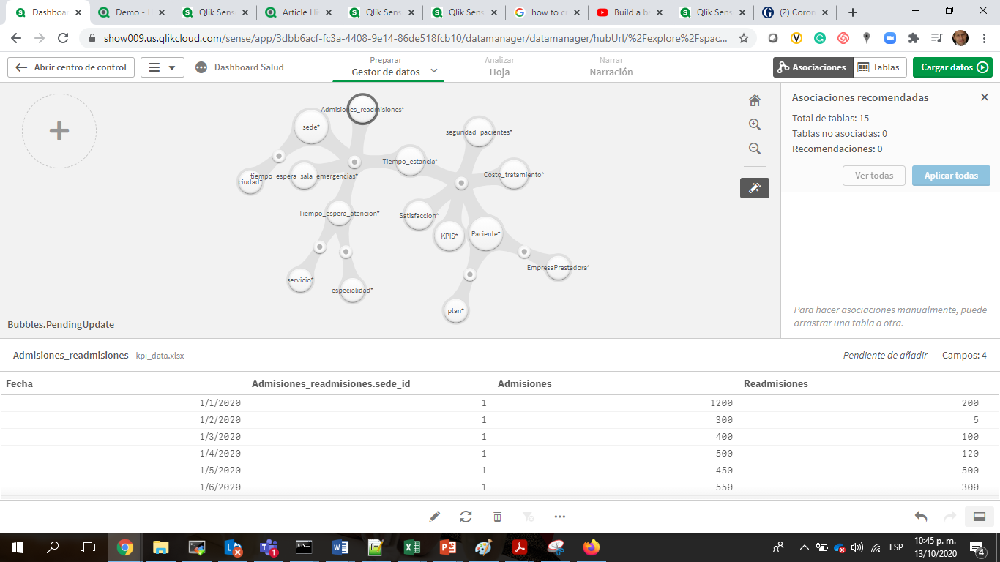 Dashboa
Demo - H
Qlik Sens
Article Hi
Qlik Sens
Qlik Sens
how to cr
Build a ba
Qlik Sens
(2) Coron
show009.us.qlikcloud.com/sense/app/3dbb6acf-fc3a-4408-9e14-86de518fcb10/datamanager/datamanager/hubUrl/%2Fexplore%2Fspac...
Abrir centro de control
Dashboard Salud
Preparar
Gestor de datos
Analizar
Hoja
Narrar
Narración
Asociaciones
Tablas
Cargar datos
Admisiones_readmisiones*
sede*
seguridad_pacientes*
Tiempo_estancia*
Costo_tratamiento*
tiempo_espera_sala_emergencias*
ciudad*
Tiempo_espera_atencion*
Satisfaccion*
KPIS*
Paciente*
EmpresaPrestadora*
servicio*
especialidad*
plan*
Bubbles.PendingUpdate
Asociaciones recomendadas
Total de tablas: 15
Tablas no asociadas: 0
Recomendaciones: 0
Ver todas
Aplicar todas
Para hacer asociaciones manualmente, puede
arrastrar una tabla a otra.
Admisiones_readmisiones kpi_data.xlsx
Pendiente de añadir
Campos: 4
Fecha Admisiones_readmisiones.sede_id Admisiones Readmisiones
1/1/2020 1 1200 200
1/2/2020 1 300 5
1/3/2020 1 400 100
1/4/2020 1 500 120
1/5/2020 1 450 500
1/6/2020 1 550 300
ESP
10:45 p. m.
13/10/2020
4